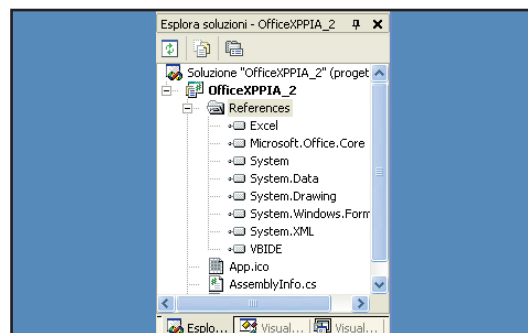 Esplora soluzioni - OfficeXPPIA_2
Soluzione "OfficeXPPIA_2" (proget
OfficeXPPIA_2
References
Excel
Microsoft.Office.Core
System
System.Data
System.Drawing
System.Windows.Form
System.XML
VBIDE
App.ico
AssemblyInfo.cs
Esplo... Visual... Visual...